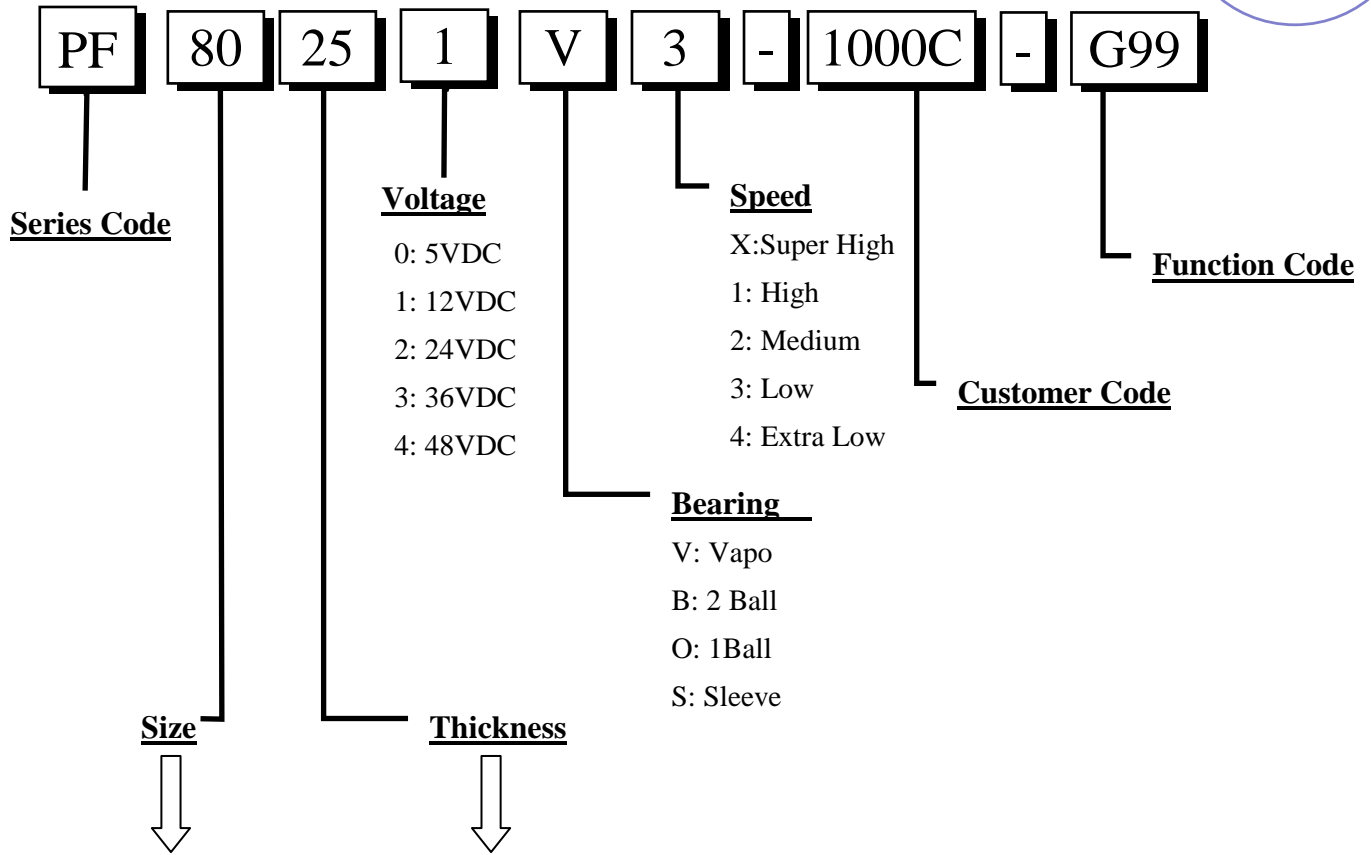 PF 80 25 1 V 3 - 1000C - G99
Series Code
Voltage
0: 5VDC
1: 12VDC
2: 24VDC
3: 36VDC
4: 48VDC
Speed
X:Super High
1: High
2: Medium
3: Low
4: Extra Low
Function Code
Customer Code
Bearing
V: Vapo
B: 2 Ball
O: 1Ball
S: Sleeve
Size
Thickness